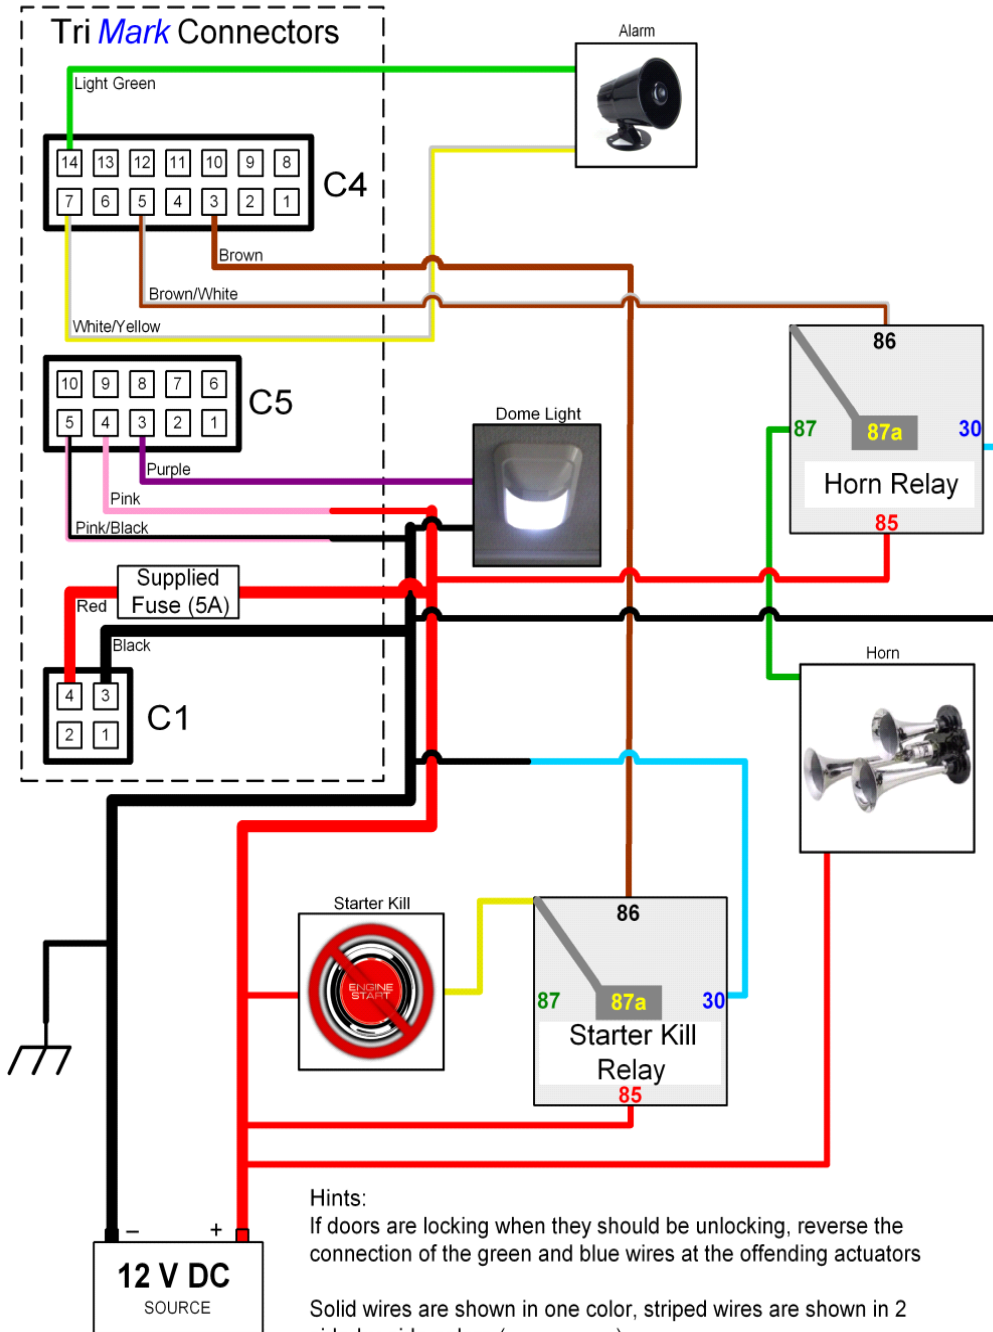 Tri Mark Connectors
Alarm
Light Green
14 13 12 11 10 9 8
7 6 5 4 3 2 1
C4
Brown
Brown/White
White/Yellow
86
87
87a
30
Horn Relay
85
10 9 8 7 6
5 4 3 2 1
C5
Dome Light
Purple
Pink
Pink/Black
Supplied
Fuse (5A)
Red
Black
4 3
2 1
C1
Horn
Starter Kill
ENGINE
START
86
87
87a
30
Starter Kill
Relay
85
– +
12 V DC
SOURCE
Hints:
If doors are locking when they should be unlocking, reverse the
connection of the green and blue wires at the offending actuators
Solid wires are shown in one color, striped wires are shown in 2